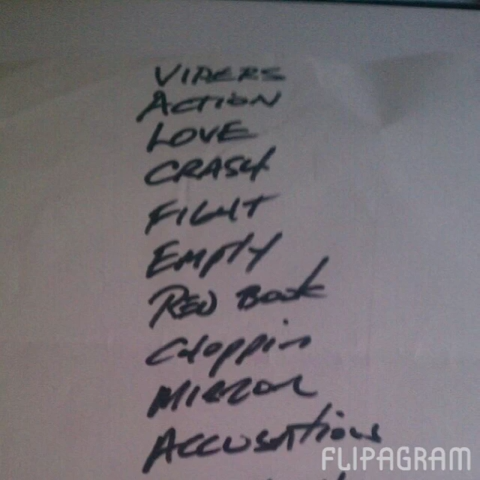 VIPERS
ACTION
LOVE
CRASH
FIGHT
EMPTY
RED BOOK
CHOPPIN
MIRROR
ACCUSATIONS
FLIPAGRAM